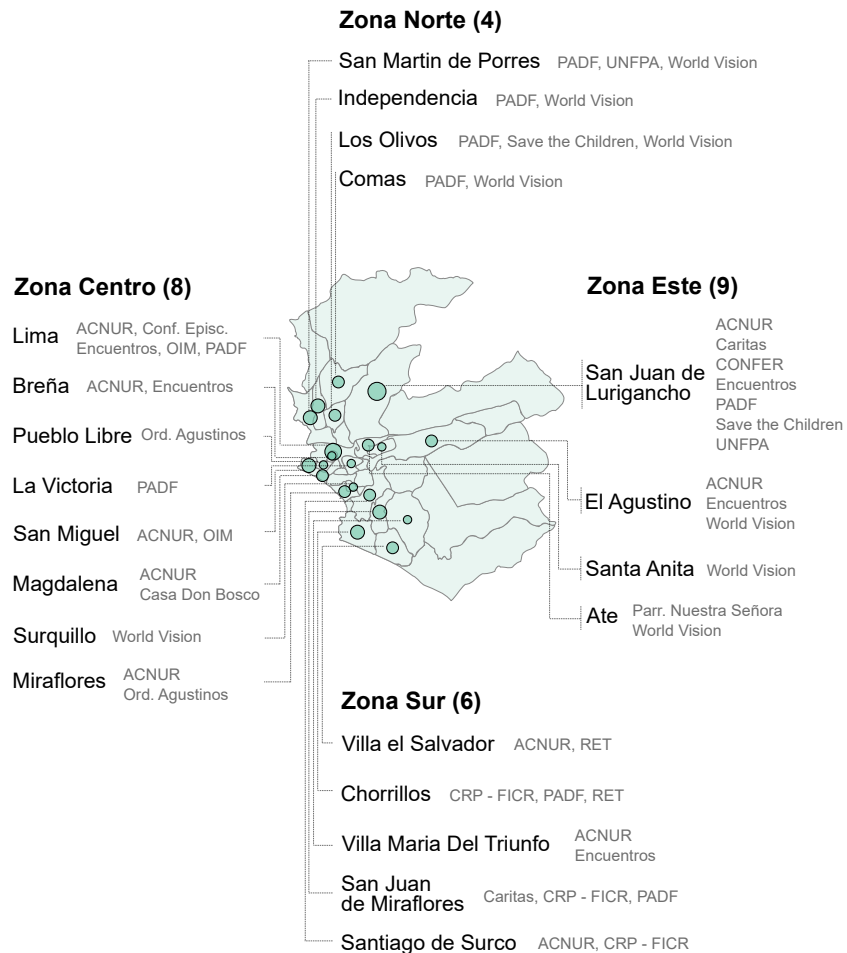 Zona Norte (4)
San Martin de Porres PADF, UNFPA, World Vision
Independencia PADF, World Vision
Los Olivos PADF, Save the Children, World Vision
Comas PADF, World Vision
Zona Centro (8)
Lima ACNUR, Conf. Episc.
Encuentros, OIM, PADF
Breña ACNUR, Encuentros
Pueblo Libre Ord. Agustinos
La Victoria PADF
San Miguel ACNUR, OIM
Magdalena ACNUR
Casa Don Bosco
Surquillo World Vision
Miraflores ACNUR
Ord. Agustinos
Zona Este (9)
San Juan de
Lurigancho
ACNUR
Caritas
CONFER
Encuentros
PADF
Save the Children
UNFPA
El Agustino ACNUR
Encuentros
World Vision
Santa Anita World Vision
Ate Parr. Nuestra Señora
World Vision
Zona Sur (6)
Villa el Salvador ACNUR, RET
Chorrillos CRP - FICR, PADF, RET
Villa Maria Del Triunfo ACNUR
Encuentros
San Juan
de Miraflores Caritas, CRP - FICR, PADF
Santiago de Surco ACNUR, CRP - FICR